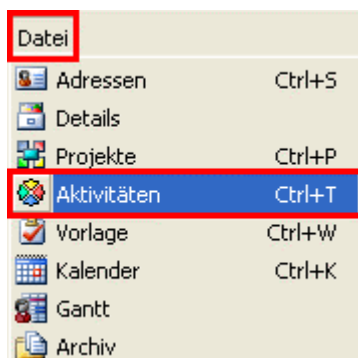 Datei
Adressen Ctrl+S
Details
Projekte Ctrl+P
Aktivitäten Ctrl+T
Vorlage Ctrl+W
Kalender Ctrl+K
Gantt
Archiv